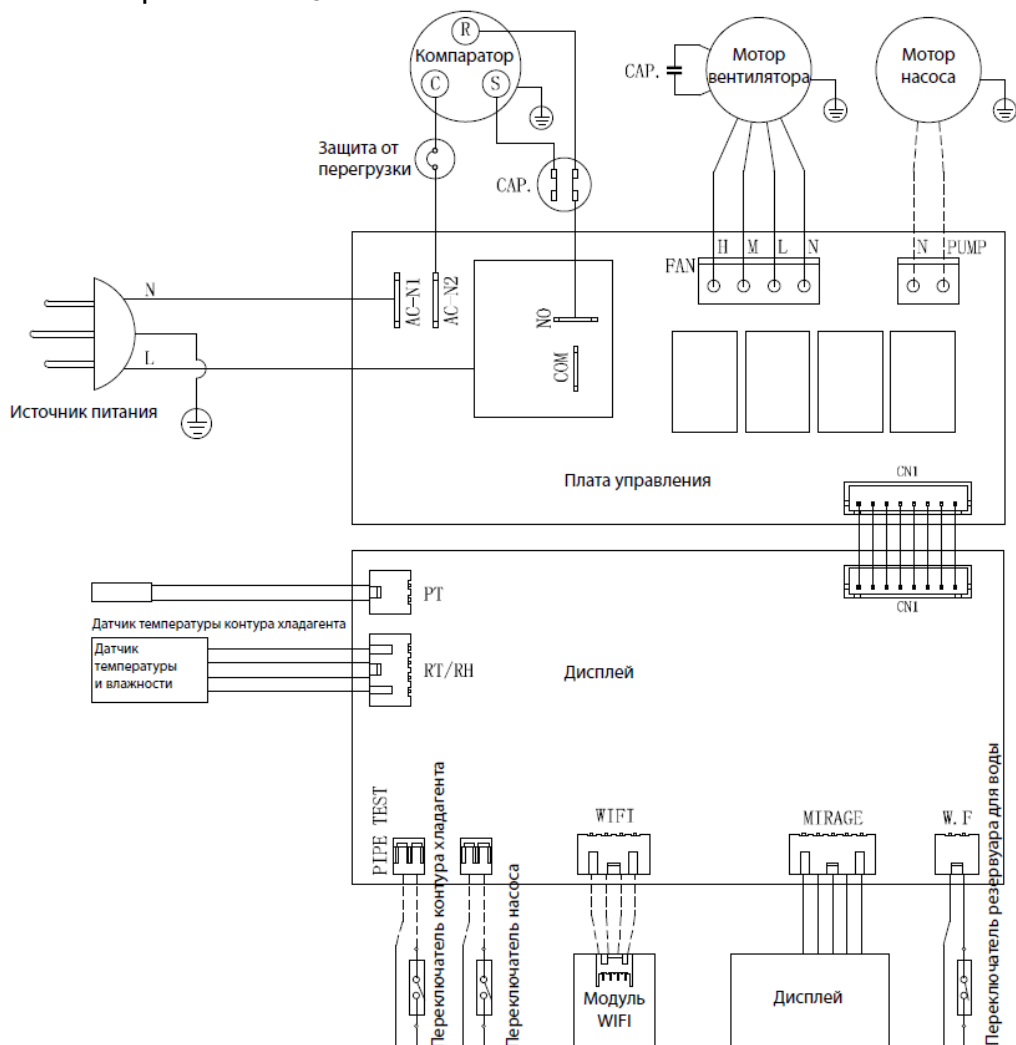 R
Компаратор
C
S
CAP.
Мотор
вентилятора
Мотор
насоса
Защита от
перегрузки
CAP.
H
M
L
N
FAN
N
PUMP
N
AC-N1
AC-N2
NO
COM
L
Источник питания
Плата управления
CN1
CN1
PT
Датчик температуры контура хладагента
Датчик
температуры
и влажности
RT/RH
Дисплей
PIPE TEST
Переключатель контура хладагента
Переключатель насоса
WIFI
Модуль
WIFI
MIRAGE
Дисплей
W.F
Переключатель резервуара для воды